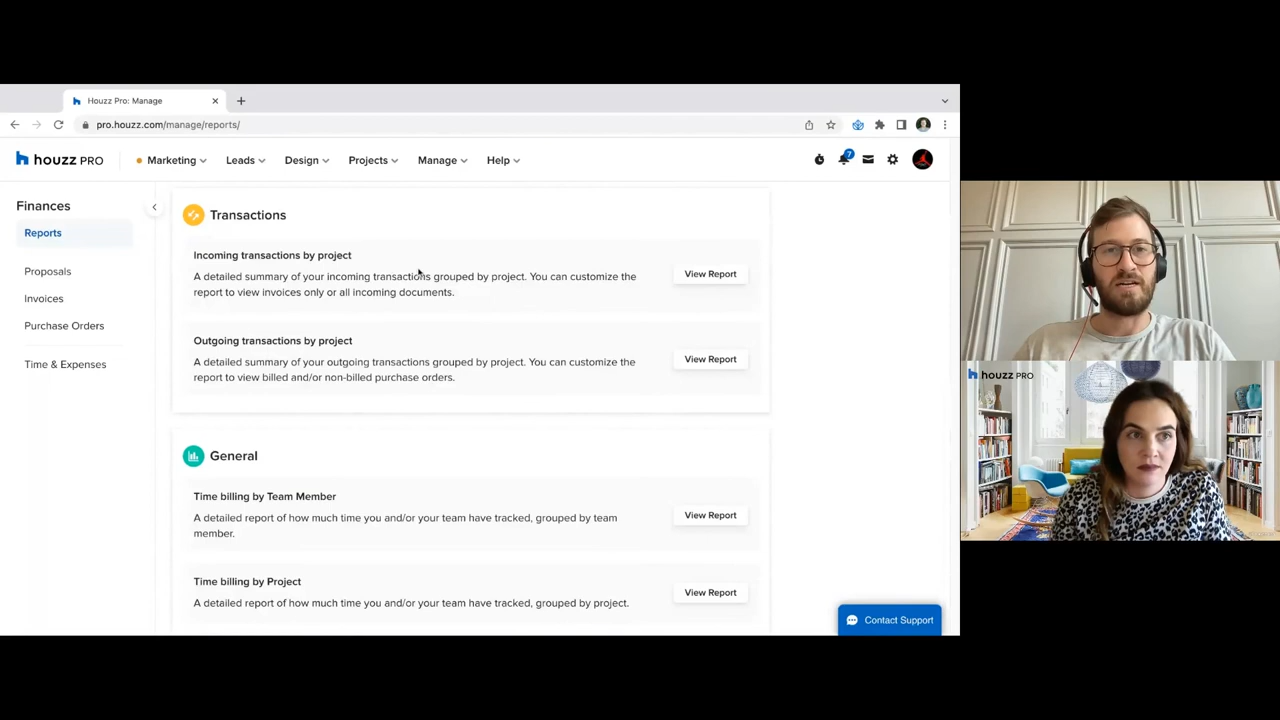 Houzz Pro: Manage
pro.houzz.com/manage/reports/
houzz PRO
Marketing
Leads
Design
Projects
Manage
Help
7
Finances
Reports
Proposals
Invoices
Purchase Orders
Time & Expenses
Transactions
Incoming transactions by project
A detailed summary of your incoming transactions grouped by project. You can customize the
report to view invoices only or all incoming documents.
View Report
Outgoing transactions by project
A detailed summary of your outgoing transactions grouped by project. You can customize the
report to view billed and/or non-billed purchase orders.
View Report
General
Time billing by Team Member
A detailed report of how much time you and/or your team have tracked, grouped by team
member.
View Report
Time billing by Project
A detailed report of how much time you and/or your team have tracked, grouped by project.
View Report
Contact Support
houzz PRO